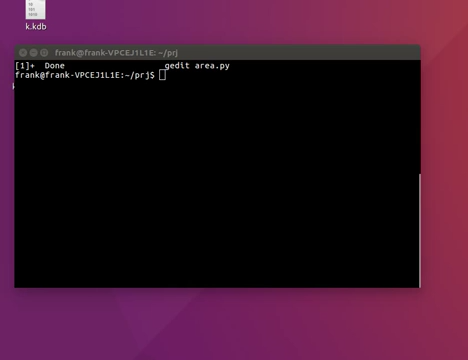 k.kdb
frank@frank-VPCEJ1L1E: ~/prj
[1]+  Done                    gedit area.py
frank@frank-VPCEJ1L1E:~/prj$